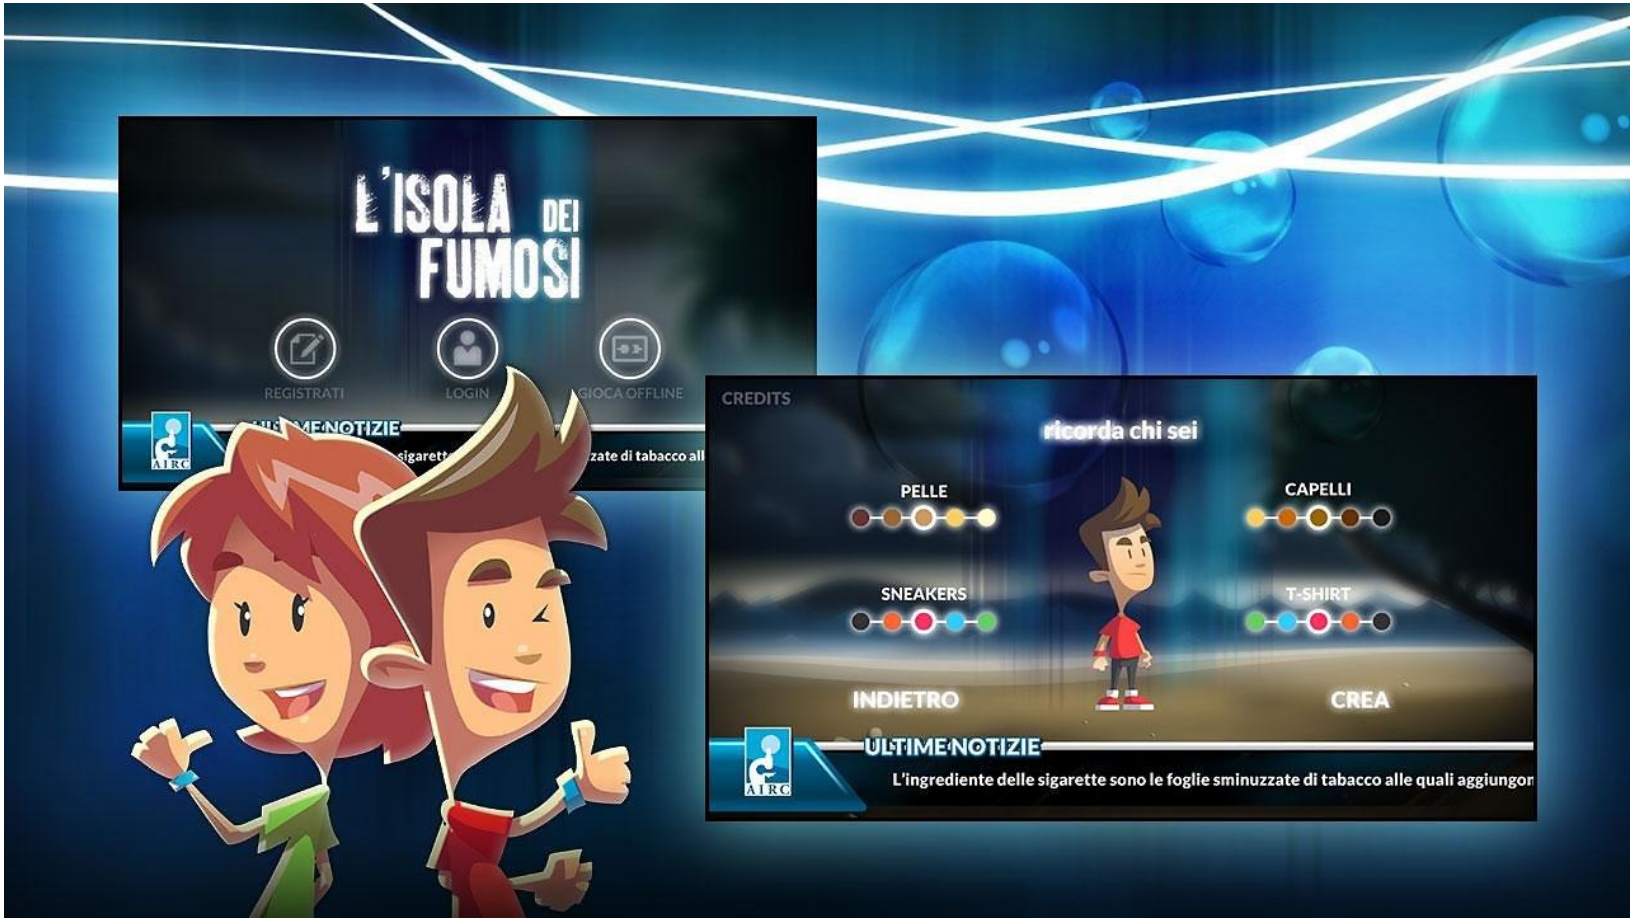 L'ISOLA DEI
FUMOSI
REGISTRATI
LOGIN
GIOCA OFFLINE
AIRC
NOTIZIE
zate di tabacco all
CREDITS
ricorda chi sei
PELLE
CAPELLI
SNEAKERS
T-SHIRT
INDIETRO
CREA
AIRC
ULTIME NOTIZIE
L'ingrediente delle sigarette sono le foglie sminuzzate di tabacco alle quali aggiungon